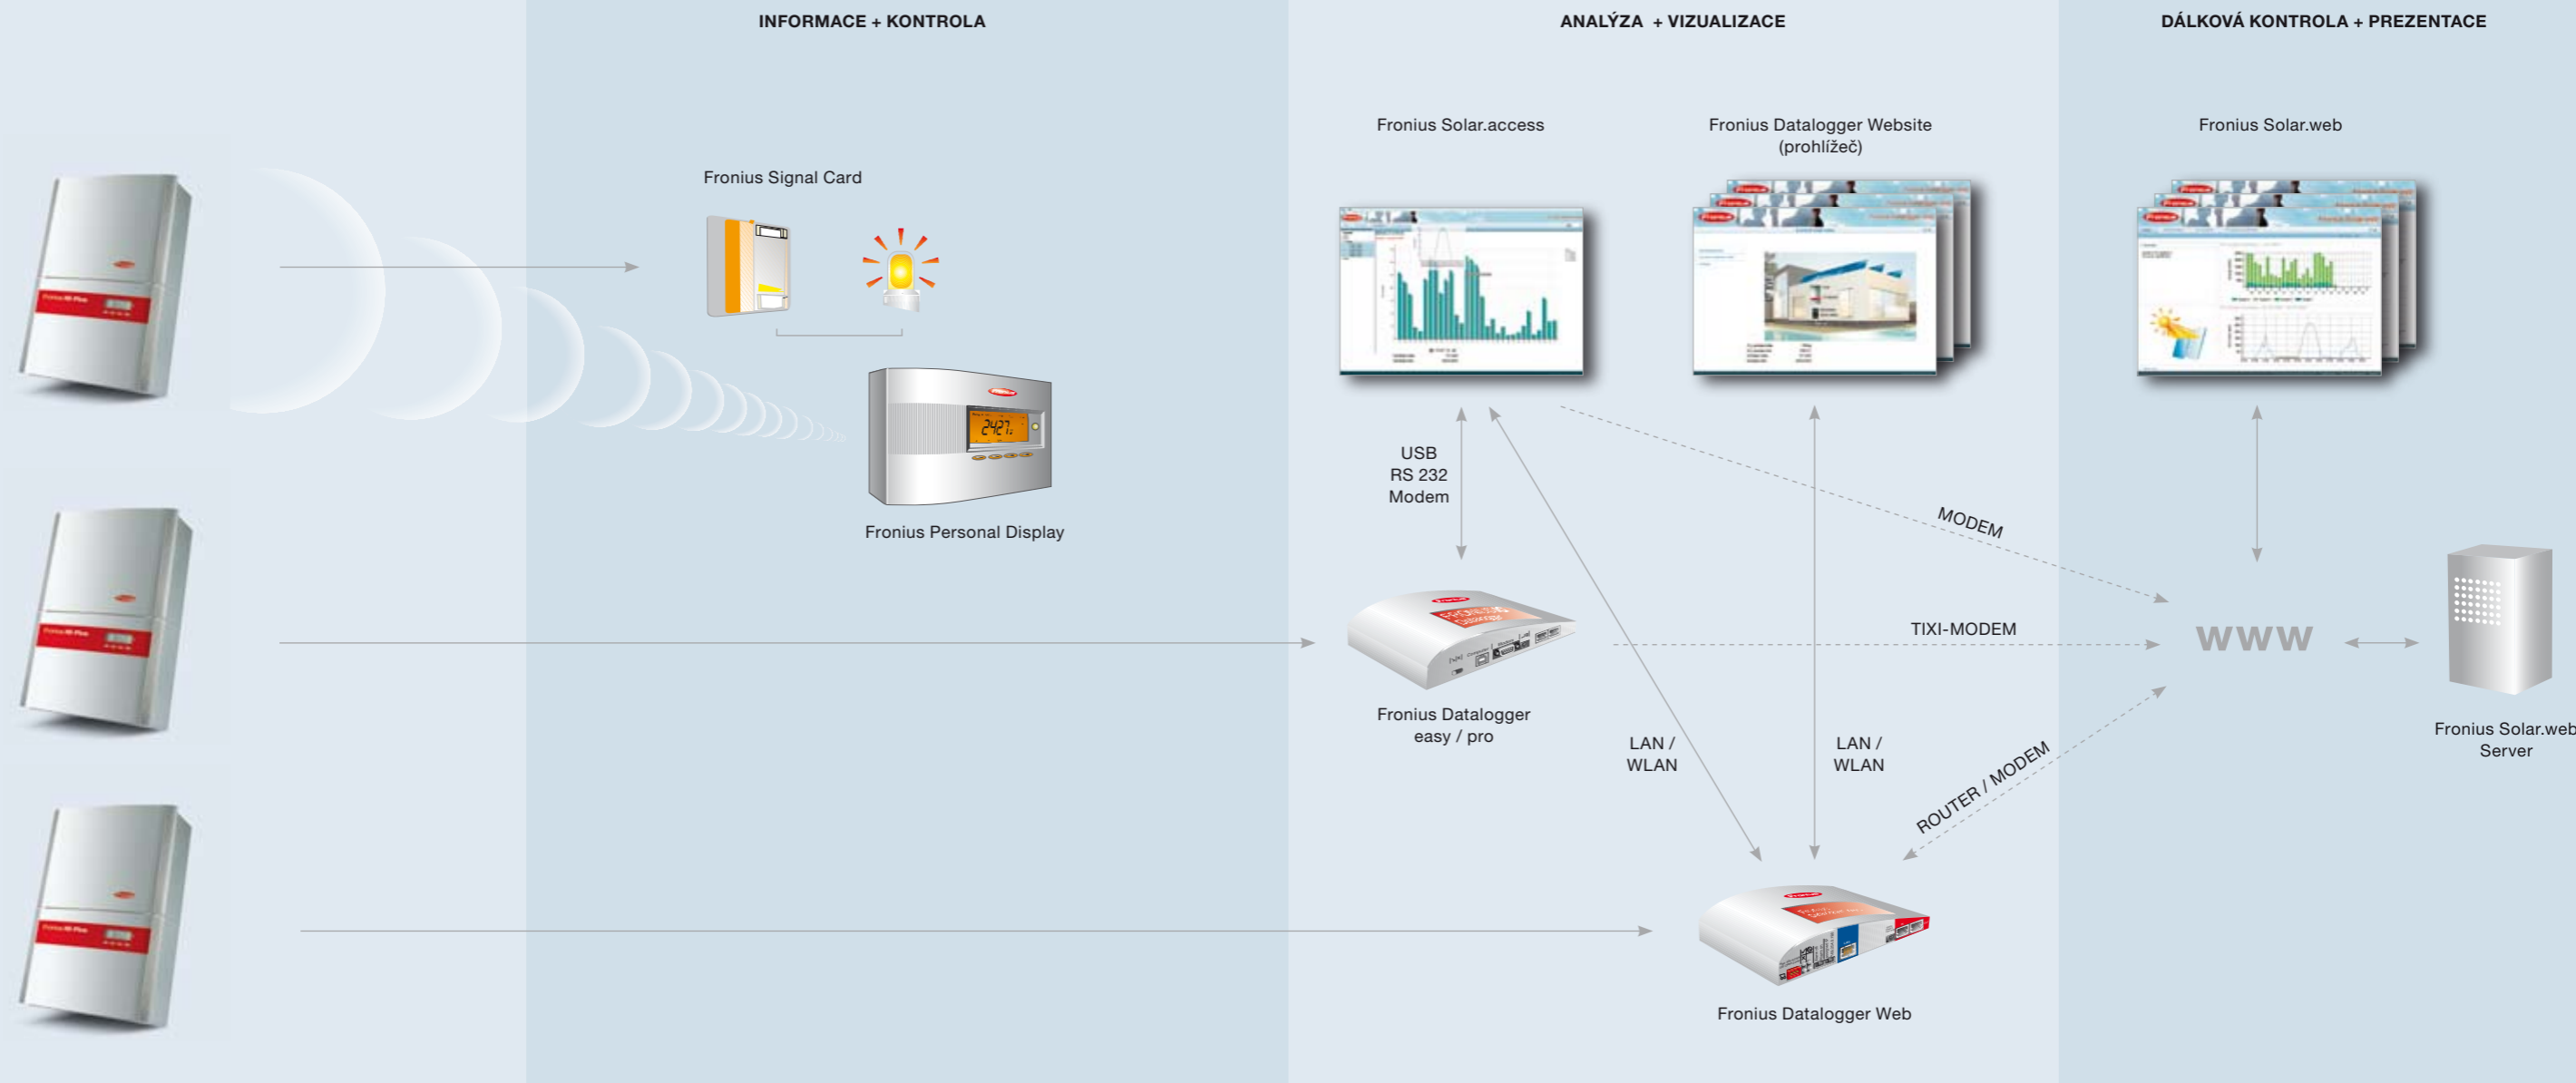 INFORMACE + KONTROLA
ANALÝZA + VIZUALIZACE
DÁLKOVÁ KONTROLA + PREZENTACE
Fronius Solar.access
Fronius Datalogger Website
(prohlížeč)
Fronius Solar.web
Fronius Signal Card
2427
Fronius Personal Display
USB
RS 232
Modem
MODEM
TIXI-MODEM
www
Fronius Datalogger
easy / pro
LAN /
WLAN
LAN /
WLAN
ROUTER / MODEM
Fronius Solar.web
Server
Fronius Datalogger Web